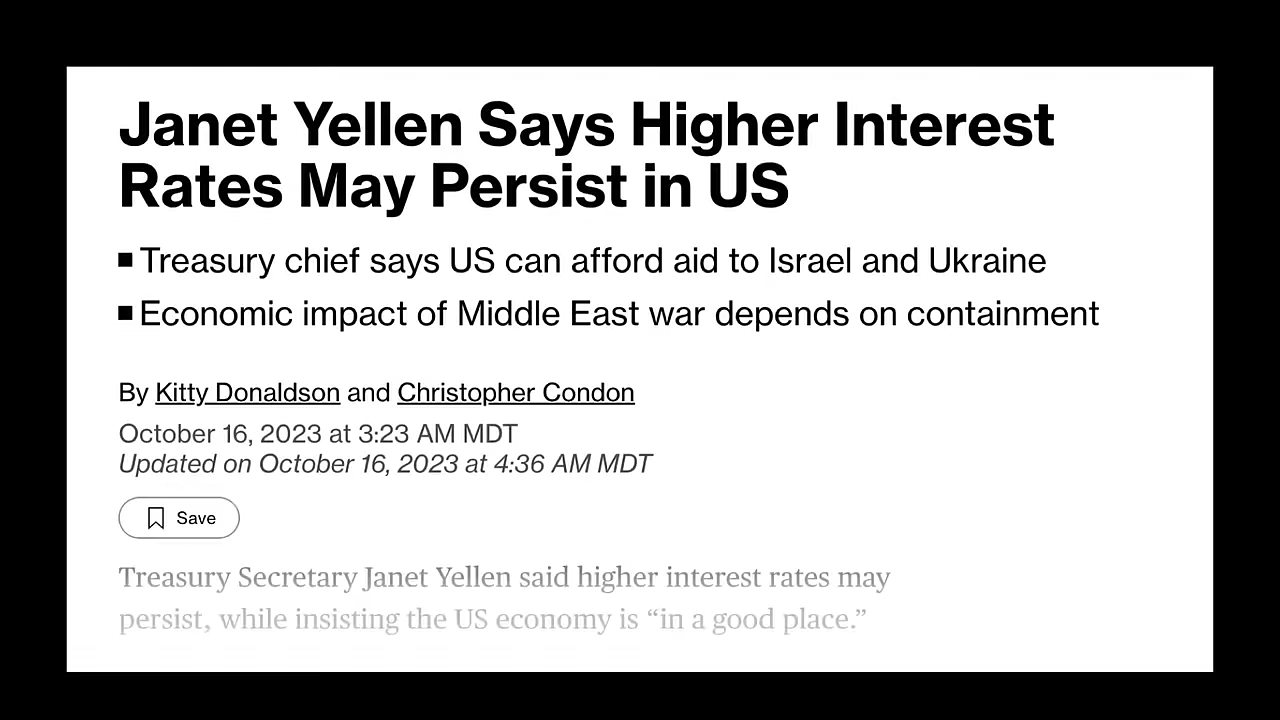 Janet Yellen Says Higher Interest
Rates May Persist in US
■ Treasury chief says US can afford aid to Israel and Ukraine
■ Economic impact of Middle East war depends on containment
By Kitty Donaldson and Christopher Condon
October 16, 2023 at 3:23 AM MDT
Updated on October 16, 2023 at 4:36 AM MDT
Save
Treasury Secretary Janet Yellen said higher interest rates may
persist, while insisting the US economy is “in a good place.”